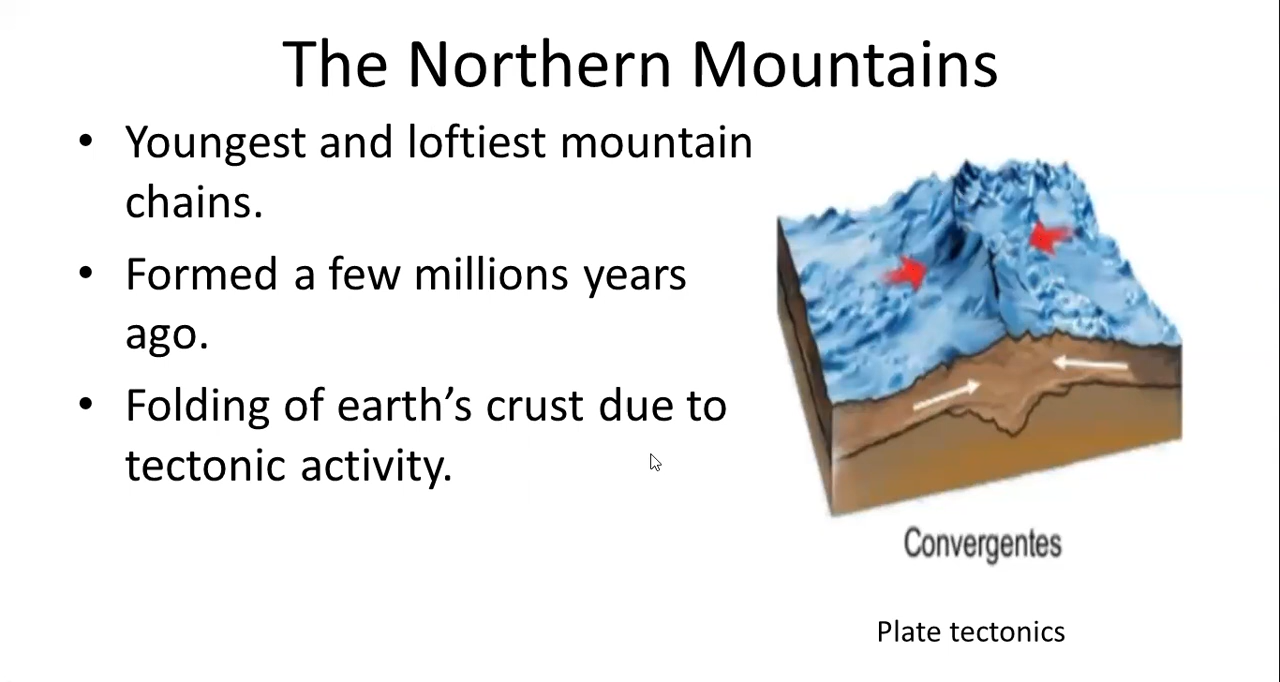 The Northern Mountains
• Youngest and loftiest mountain
chains.
• Formed a few millions years
ago.
• Folding of earth’s crust due to
tectonic activity.
Convergentes
Plate tectonics